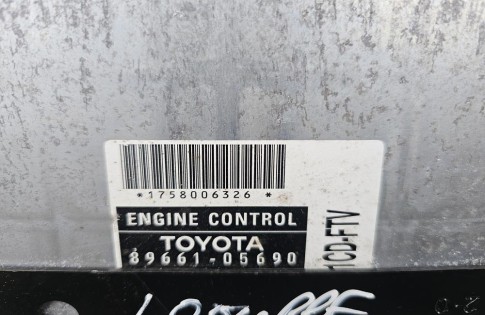 *1758006326*
ENGINE CONTROL
TOYOTA
89661-05690
1CD-FTV